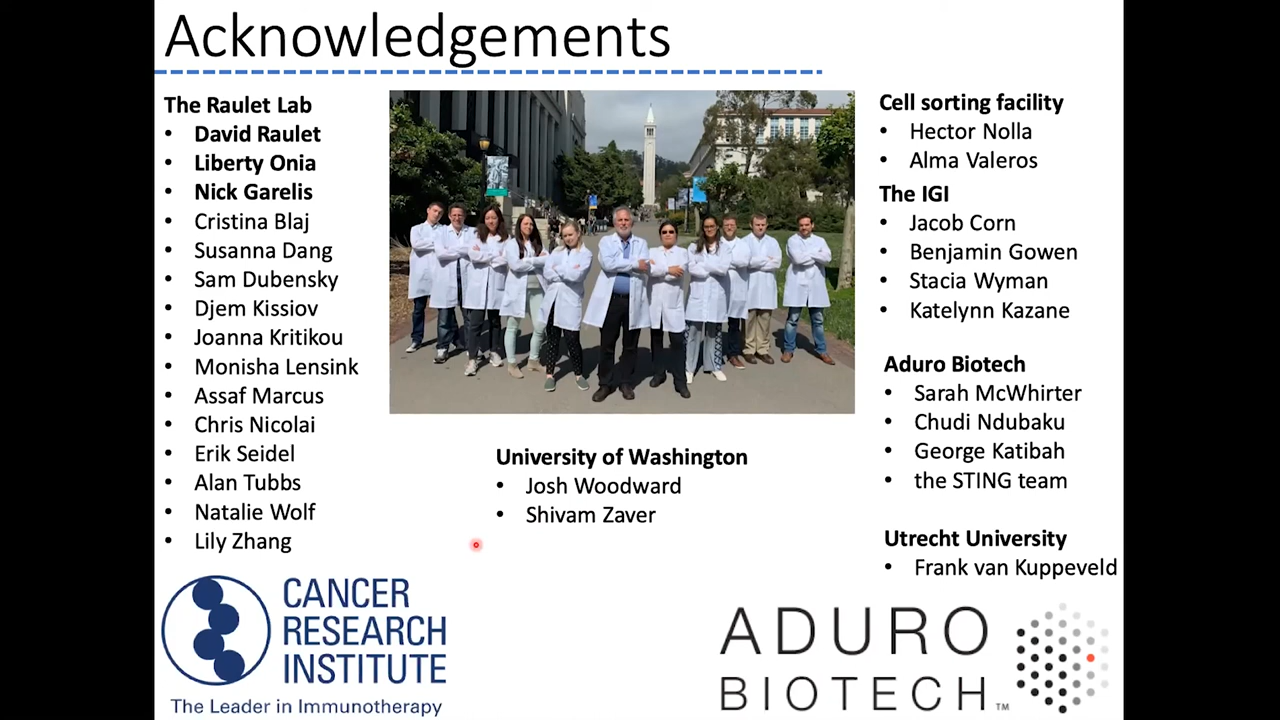 Acknowledgements
The Raulet Lab
• David Raulet
• Liberty Onia
• Nick Garelis
• Cristina Blaj
• Susanna Dang
• Sam Dubensky
• Djem Kissiov
• Joanna Kritikou
• Monisha Lensink
• Assaf Marcus
• Chris Nicolai
• Erik Seidel
• Alan Tubbs
• Natalie Wolf
• Lily Zhang
University of Washington
• Josh Woodward
• Shivam Zaver
Cell sorting facility
• Hector Nolla
• Alma Valeros
The IGI
• Jacob Corn
• Benjamin Gowen
• Stacia Wyman
• Katelynn Kazane
Aduro Biotech
• Sarah McWhirter
• Chudi Ndubaku
• George Katibah
• the STING team
Utrecht University
• Frank van Kuppeveld
CANCER
RESEARCH
INSTITUTE
The Leader in Immunotherapy
ADURO
BIOTECH™